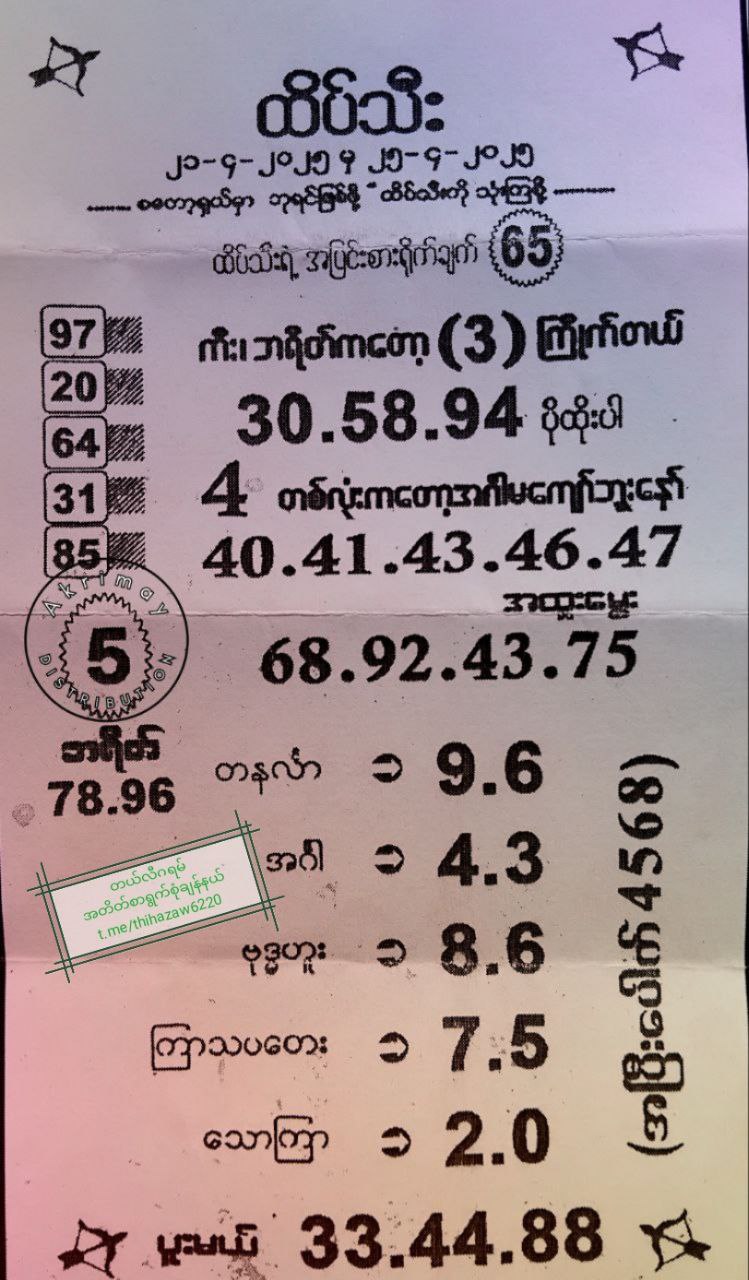 ထိပ်သီး
၂၁-၄-၂၀၂၅ မှ ၂၅-၄-၂၀၂၅
စတော့ရှယ်မှာ ဘုရင်ဖြစ်ဖို့ "ထိပ်သီးကို သုံးကြစို့
ထိပ်သီးရဲ့ အပြင်းစားရိုက်ချက် 65
97
20
64
31
85
ကီး၊ ဘရိတ်ကတော့ (3) ကြိုက်တယ်
30.58.94 ပိုထိုးပါ
4 တစ်လုံးကတော့အင်္ဂါမကျော်ဘူးနော်
40.41.43.46.47
အထူးမွေး
68.92.43.75
Akrimay
5
DISTRIBUTION
ဘရိတ်
78.96
တနင်္လာ ၁ 9.6
အင်္ဂါ ၁ 4.3
ဗုဒ္ဓဟူး ၁ 8.6
ကြာသပတေး ၁ 7.5
သောကြာ ၁ 2.0
(အပြီးပေါက် 4568)
တယ်လီဂရမ်
အတိတ်စာရွက်စုံချန်နယ်
t.me/thihazaw6220
ပူးမယ် 33.44.88